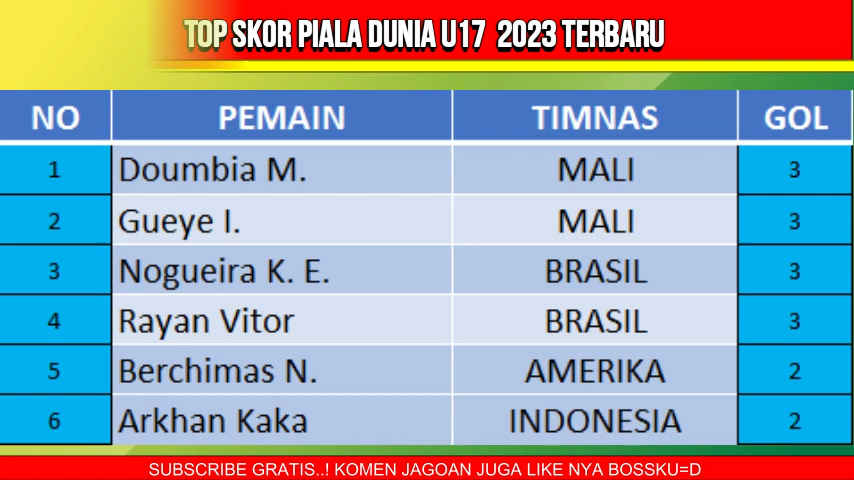 TOP SKOR PIALA DUNIA U17 2023 TERBARU
NO PEMAIN TIMNAS GOL
1 Doumbia M. MALI 3
2 Gueye I. MALI 3
3 Nogueira K. E. BRASIL 3
4 Rayan Vitor BRASIL 3
5 Berchimas N. AMERIKA 2
6 Arkhan Kaka INDONESIA 2
SUBSCRIBE GRATIS..! KOMEN JAGOAN JUGA LIKE NYA BOSSKU=D